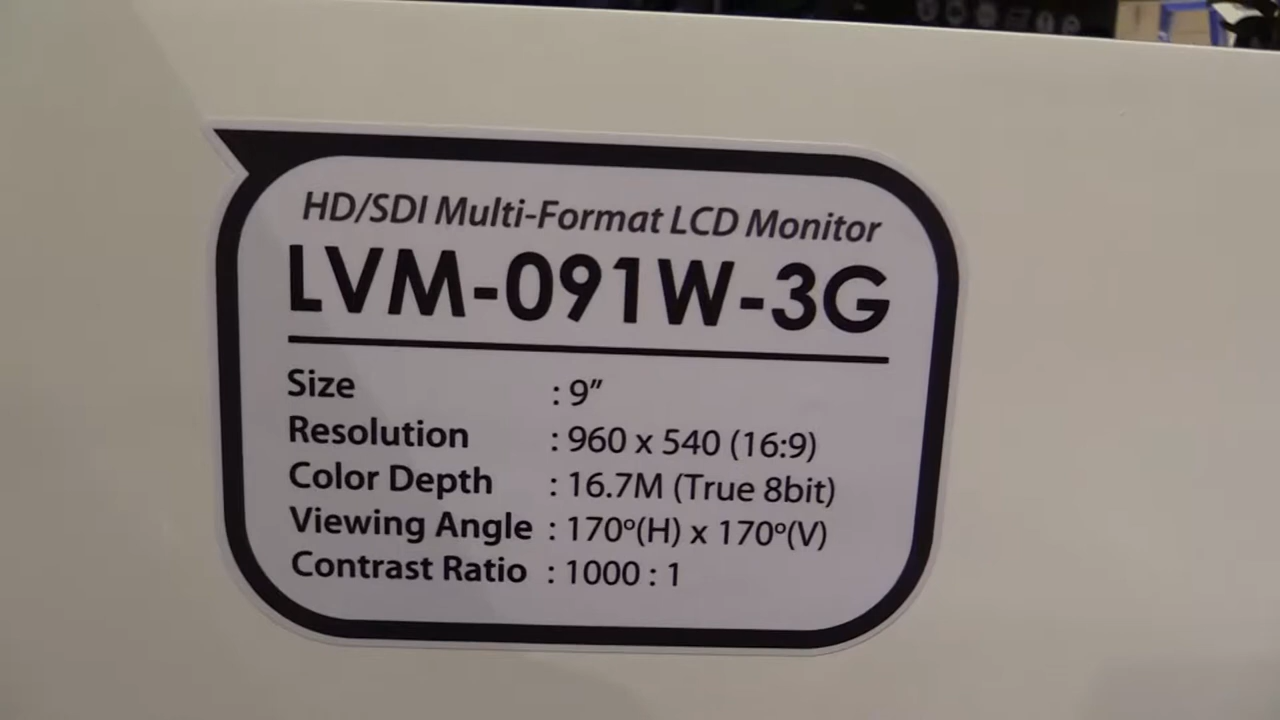 HD/SDI Multi-Format LCD Monitor
LVM-091W-3G
Size : 9”
Resolution : 960 x 540 (16:9)
Color Depth : 16.7M (True 8bit)
Viewing Angle : 170º(H) x 170º(V)
Contrast Ratio : 1000 : 1